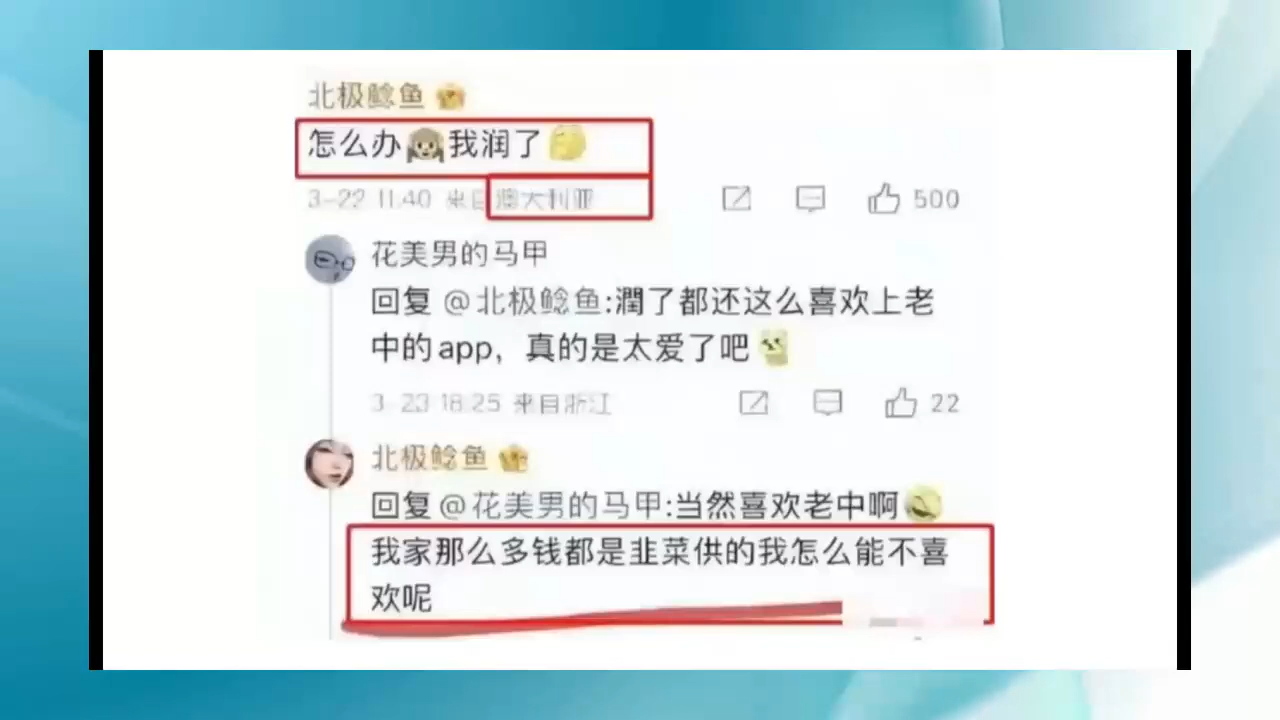 北极鲶鱼
怎么办我润了
3-22 11:40 来自澳大利亚
500
花美男的马甲
回复 @北极鲶鱼:潤了都还这么喜欢上老
中的app，真的是太爱了吧
3-23 18:25 来自浙江
22
北极鲶鱼
回复@花美男的马甲:当然喜欢老中啊
我家那么多钱都是韭菜供的我怎么能不喜
欢呢